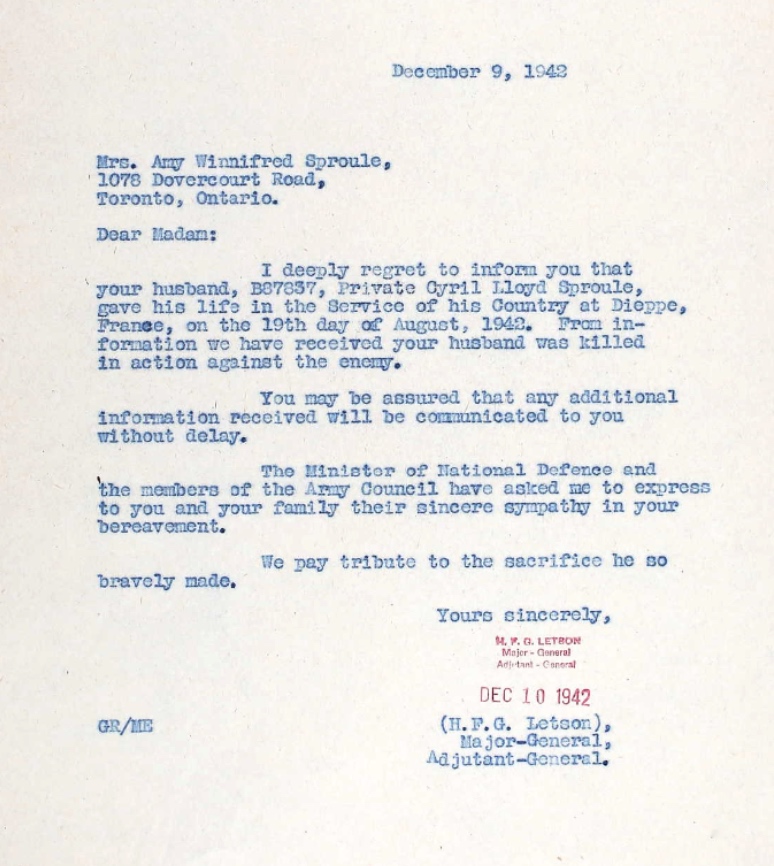 December 9, 1942
Mrs. Amy Winnifred Sproule,
1078 Dovercourt Road,
Toronto, Ontario.
Dear Madam:
I deeply regret to inform you that
your husband, B87837, Private Cyril Lloyd Sproule,
gave his life in the Service of his Country at Dieppe,
France, on the 19th day of August, 1942. From in-
formation we have received your husband was killed
in action against the enemy.
You may be assured that any additional
information received will be communicated to you
without delay.
The Minister of National Defence and
the members of the Army Council have asked me to express
to you and your family their sincere sympathy in your
bereavement.
We pay tribute to the sacrifice he so
bravely made.
Yours sincerely,
H. F. G. LETSON
Major - General
Adjutant - General
DEC 10 1942
GR/ME
(H.F.G. Letson),
Major-General,
Adjutant-General.